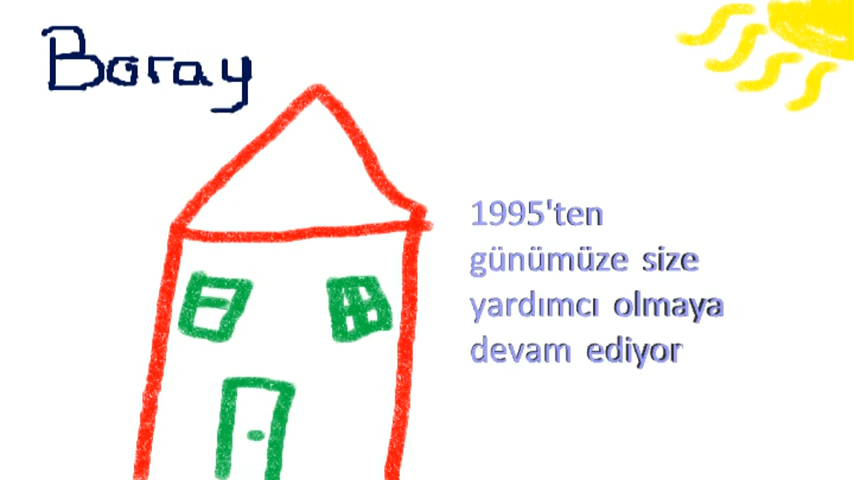 Boray
1995'ten
günümüze size
yardımcı olmaya
devam ediyor